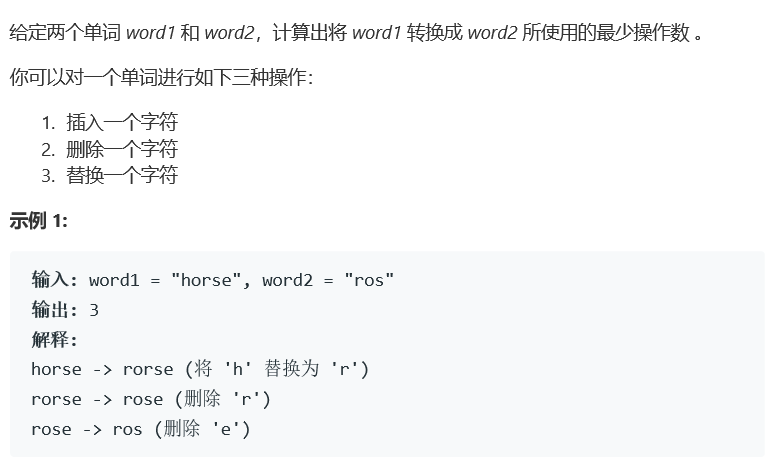 给定两个单词 word1 和 word2，计算出将 word1 转换成 word2 所使用的最少操作数 。
你可以对一个单词进行如下三种操作：
1. 插入一个字符
2. 删除一个字符
3. 替换一个字符
示例 1:
输入: word1 = "horse", word2 = "ros"
输出: 3
解释:
horse -> rorse (将 'h' 替换为 'r')
rorse -> rose (删除 'r')
rose -> ros (删除 'e')